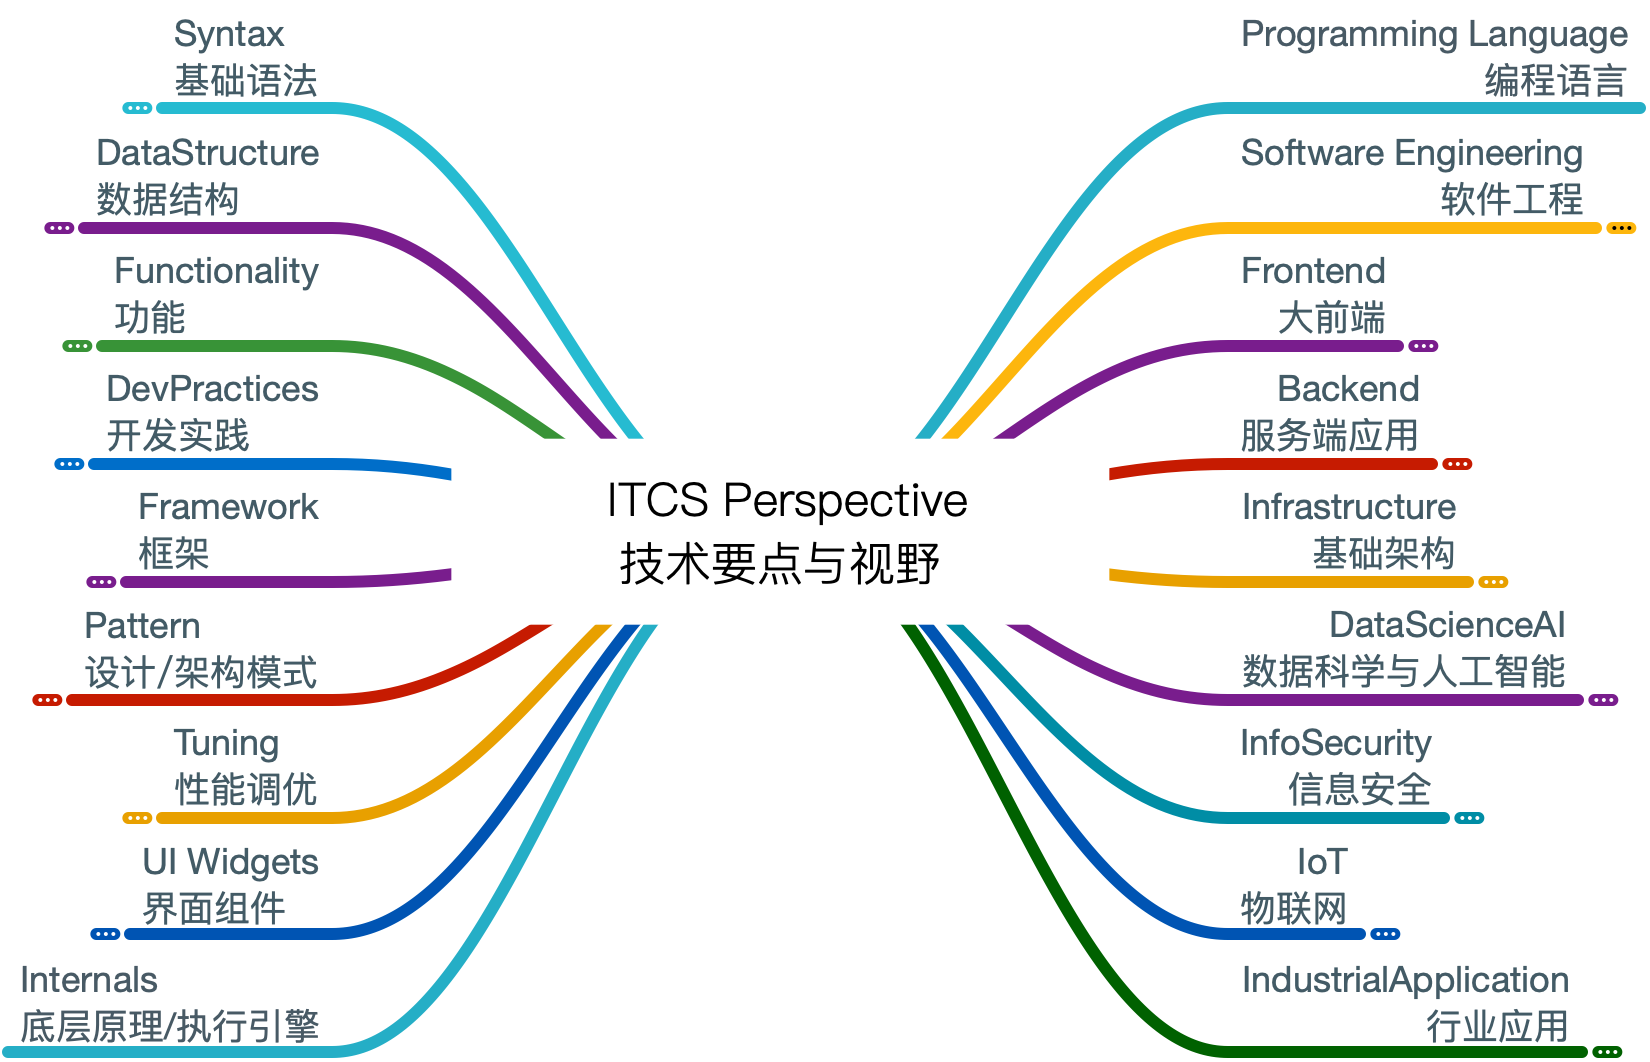 Syntax
基础语法
DataStructure
数据结构
Functionality
功能
DevPractices
开发实践
Framework
框架
Pattern
设计/架构模式
Tuning
性能调优
UI Widgets
界面组件
Internals
底层原理/执行引擎
ITCS Perspective
技术要点与视野
Programming Language
编程语言
Software Engineering
软件工程
Frontend
大前端
Backend
服务端应用
Infrastructure
基础架构
DataScienceAI
数据科学与人工智能
InfoSecurity
信息安全
IoT
物联网
IndustrialApplication
行业应用